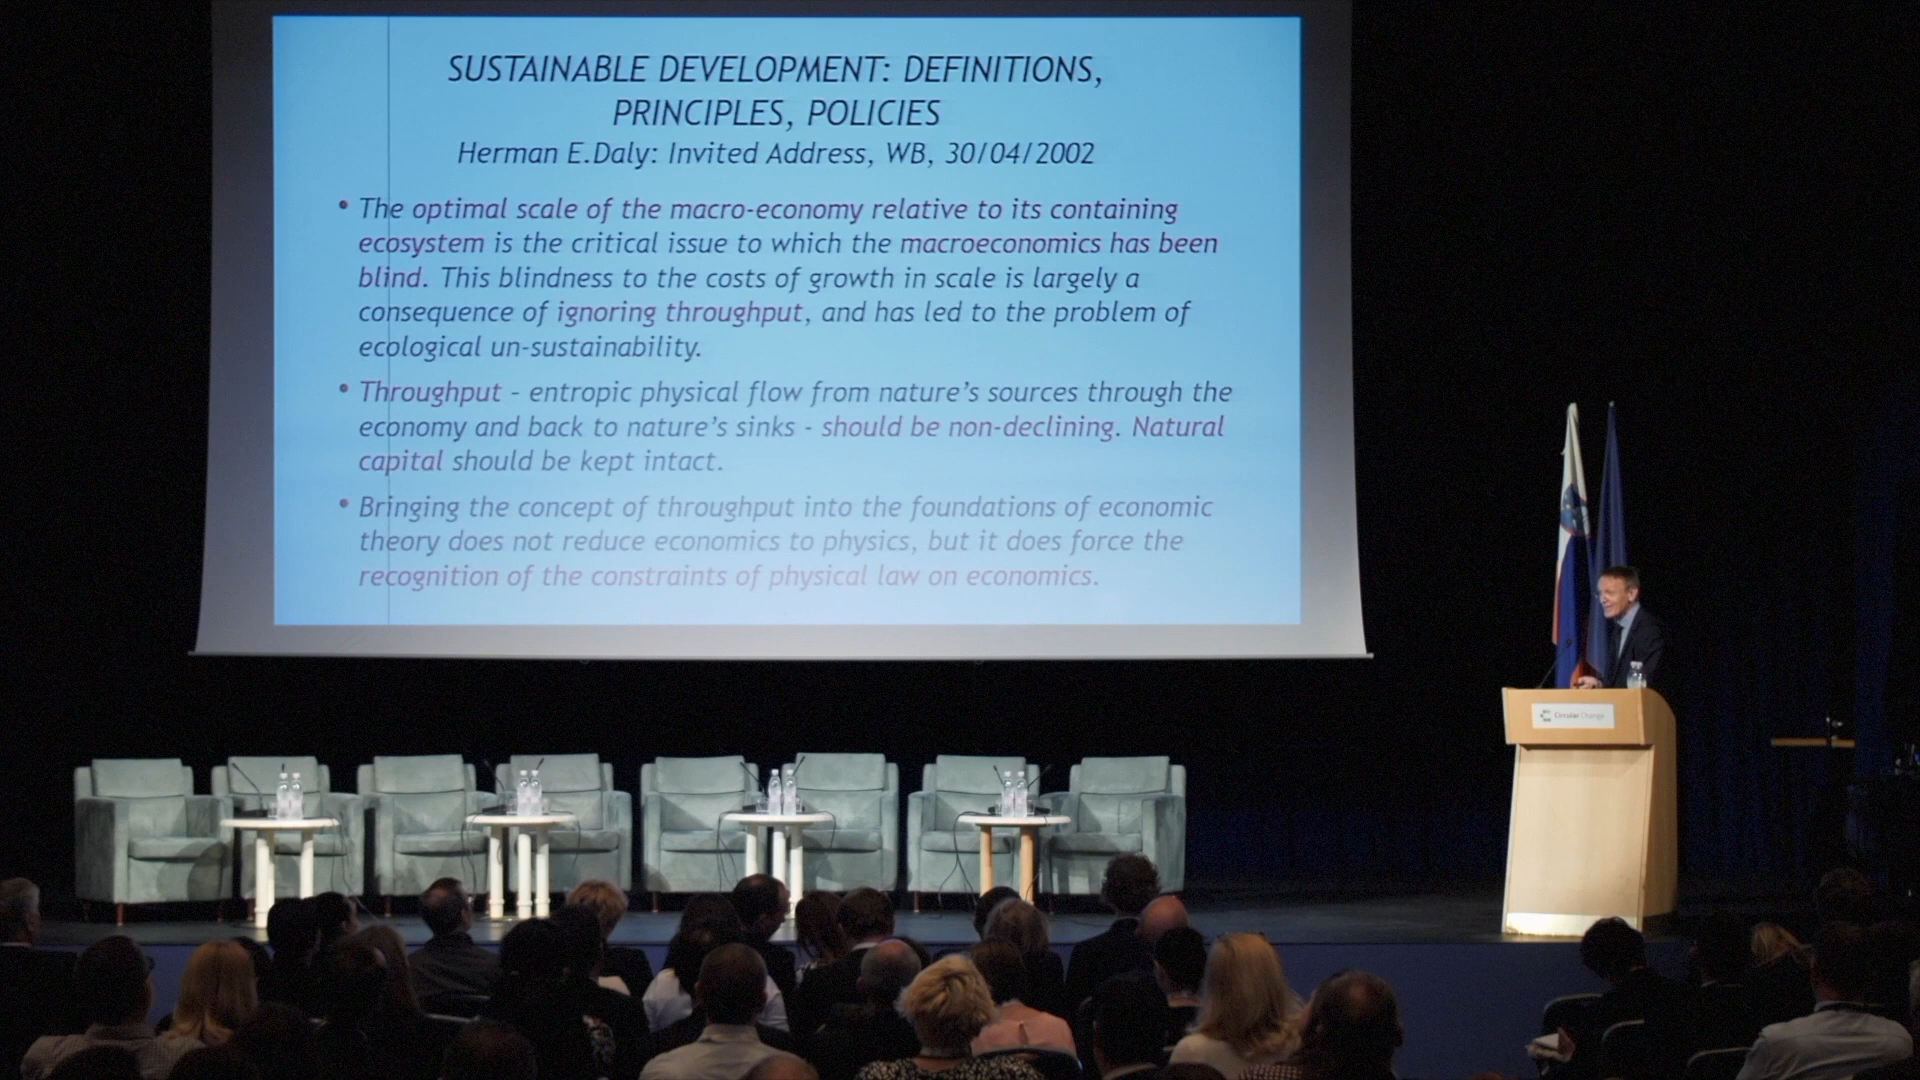 SUSTAINABLE DEVELOPMENT: DEFINITIONS,
PRINCIPLES, POLICIES
Herman E.Daly: Invited Address, WB, 30/04/2002
• The optimal scale of the macro-economy relative to its containing
ecosystem is the critical issue to which the macroeconomics has been
blind. This blindness to the costs of growth in scale is largely a
consequence of ignoring throughput, and has led to the problem of
ecological un-sustainability.
• Throughput – entropic physical flow from nature’s sources through the
economy and back to nature’s sinks - should be non-declining. Natural
capital should be kept intact.
• Bringing the concept of throughput into the foundations of economic
theory does not reduce economics to physics, but it does force the
recognition of the constraints of physical law on economics.
Circular Change